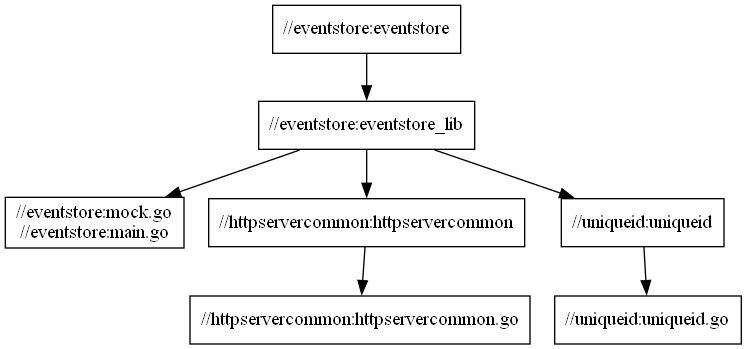 //eventstore:eventstore
//eventstore:eventstore_lib
//eventstore:mock.go
//eventstore:main.go
//httpservercommon:httpservercommon
//uniqueid:uniqueid
//httpservercommon:httpservercommon.go
//uniqueid:uniqueid.go